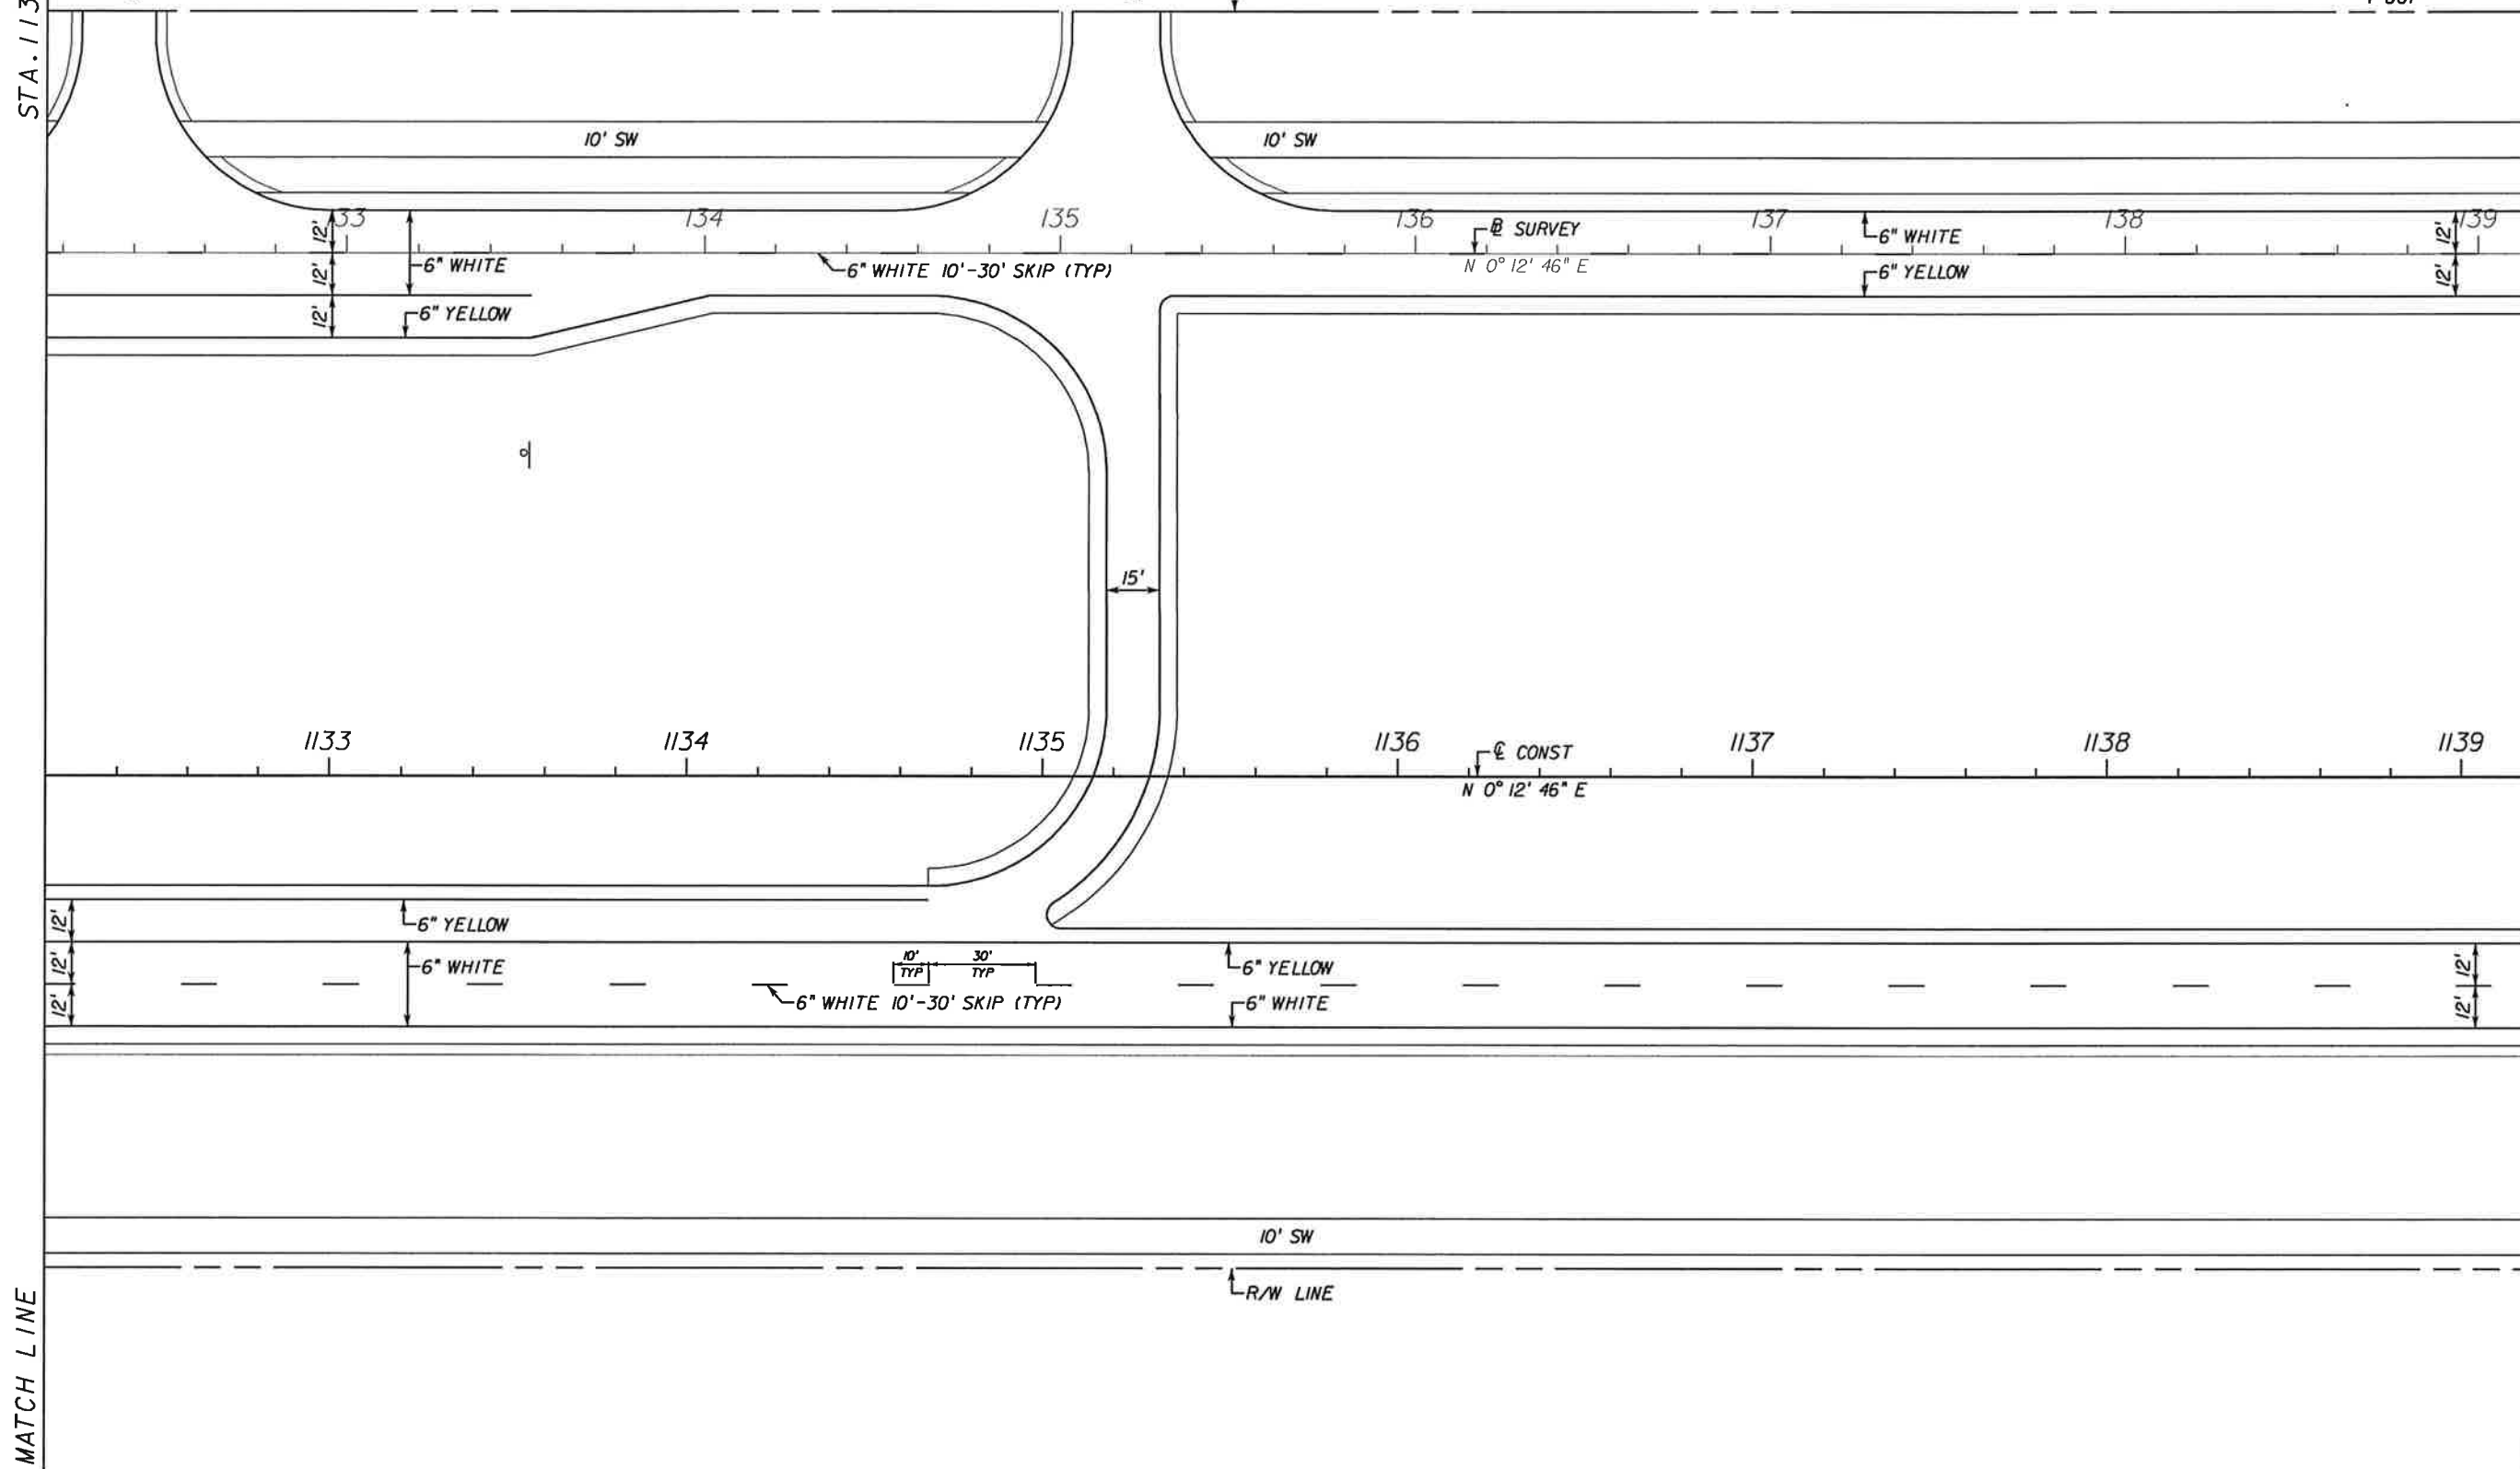 STA. 113
10' SW
10' SW
133
134
135
136
137
138
139
12'
12'
12'
6" WHITE
6" YELLOW
6" WHITE 10'-30' SKIP (TYP)
℄ SURVEY
N 0° 12' 46" E
6" WHITE
6" YELLOW
12'
12'
15'
1133
1134
1135
1136
1137
1138
1139
℄ CONST
N 0° 12' 46" E
12'
12'
12'
6" YELLOW
6" WHITE
10'
TYP
30'
TYP
6" WHITE 10'-30' SKIP (TYP)
6" YELLOW
6" WHITE
12'
12'
10' SW
R/W LINE
MATCH LINE